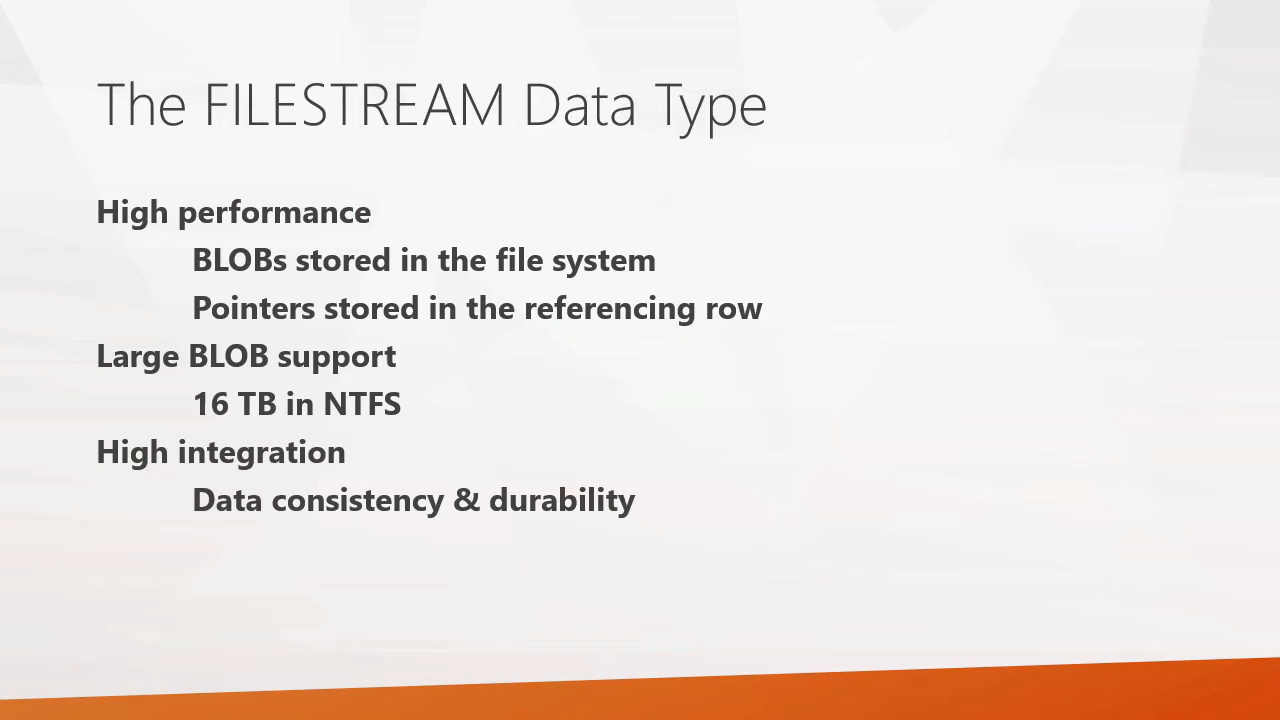 The FILESTREAM Data Type
High performance
BLOBs stored in the file system
Pointers stored in the referencing row
Large BLOB support
16 TB in NTFS
High integration
Data consistency & durability